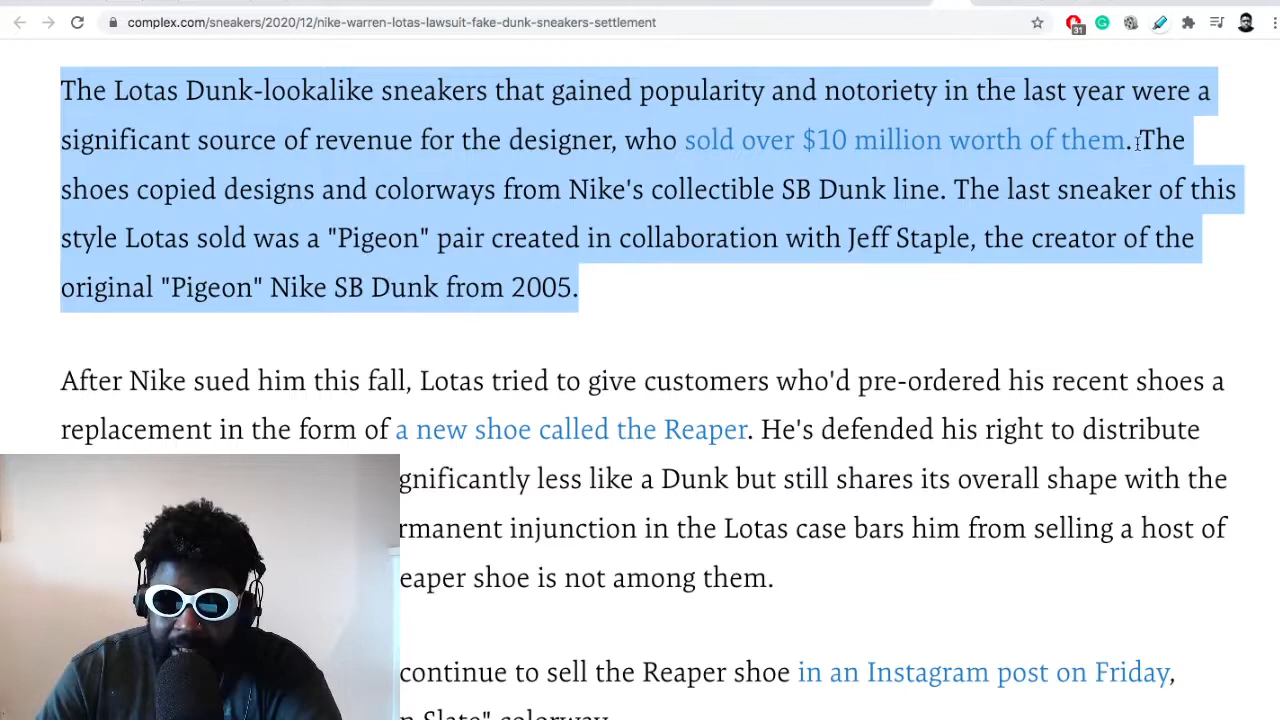 complex.com/sneakers/2020/12/nike-warren-lotas-lawsuit-fake-dunk-sneakers-settlement
31
The Lotas Dunk-lookalike sneakers that gained popularity and notoriety in the last year were a
significant source of revenue for the designer, who sold over $10 million worth of them. The
shoes copied designs and colorways from Nike's collectible SB Dunk line. The last sneaker of this
style Lotas sold was a "Pigeon" pair created in collaboration with Jeff Staple, the creator of the
original "Pigeon" Nike SB Dunk from 2005.
After Nike sued him this fall, Lotas tried to give customers who'd pre-ordered his recent shoes a
replacement in the form of a new shoe called the Reaper. He's defended his right to distribute
gnificantly less like a Dunk but still shares its overall shape with the
rmanent injunction in the Lotas case bars him from selling a host of
eaper shoe is not among them.
continue to sell the Reaper shoe in an Instagram post on Friday,
n Slate" colorway.